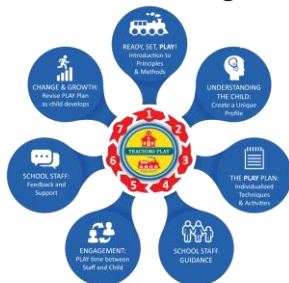 READY, SET, PLAY!
Introduction to
Principles
& Methods
UNDERSTANDING
THE CHILD:
Create a Unique
Profile
THE PLAY PLAN:
Individualized
Techniques
& Activities
SCHOOL STAFF
GUIDANCE
ENGAGEMENT:
PLAY time between
Staff and Child
SCHOOL STAFF:
Feedback and
Support
CHANGE & GROWTH:
Revise PLAY Plan
as child develops
1
2
3
4
5
6
7
TEACHING PLAY